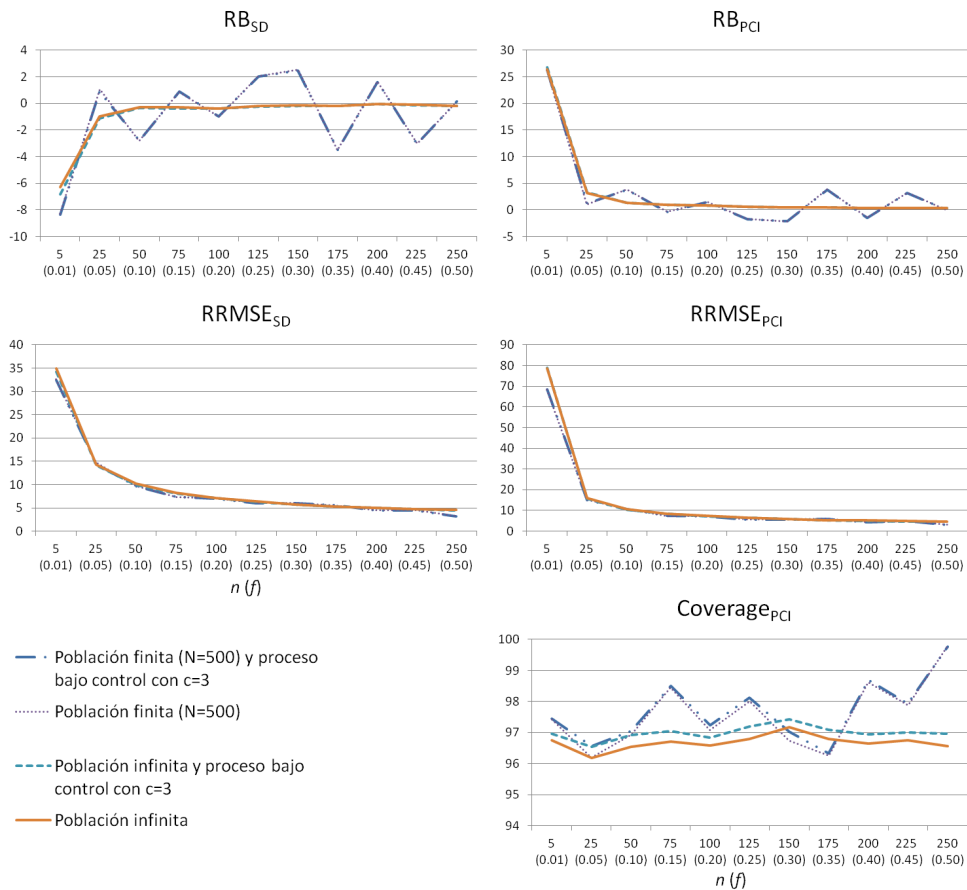 RB_SD
4
2
0
-2
-4
-6
-8
-10
5 25 50 75 100 125 150 175 200 225 250
(0.01) (0.05) (0.10) (0.15) (0.20) (0.25) (0.30) (0.35) (0.40) (0.45) (0.50)
RB_PCI
30
25
20
15
10
5
0
-5
5 25 50 75 100 125 150 175 200 225 250
(0.01) (0.05) (0.10) (0.15) (0.20) (0.25) (0.30) (0.35) (0.40) (0.45) (0.50)
RRMSE_SD
40
35
30
25
20
15
10
5
0
5 25 50 75 100 125 150 175 200 225 250
(0.01) (0.05) (0.10) (0.15) (0.20) (0.25) (0.30) (0.35) (0.40) (0.45) (0.50)
n (f)
RRMSE_PCI
90
80
70
60
50
40
30
20
10
0
5 25 50 75 100 125 150 175 200 225 250
(0.01) (0.05) (0.10) (0.15) (0.20) (0.25) (0.30) (0.35) (0.40) (0.45) (0.50)
Población finita (N=500) y proceso
bajo control con c=3
Población finita (N=500)
Población infinita y proceso bajo
control con c=3
Población infinita
Coverage_PCI
100
99
98
97
96
95
94
5 25 50 75 100 125 150 175 200 225 250
(0.01) (0.05) (0.10) (0.15) (0.20) (0.25) (0.30) (0.35) (0.40) (0.45) (0.50)
n (f)